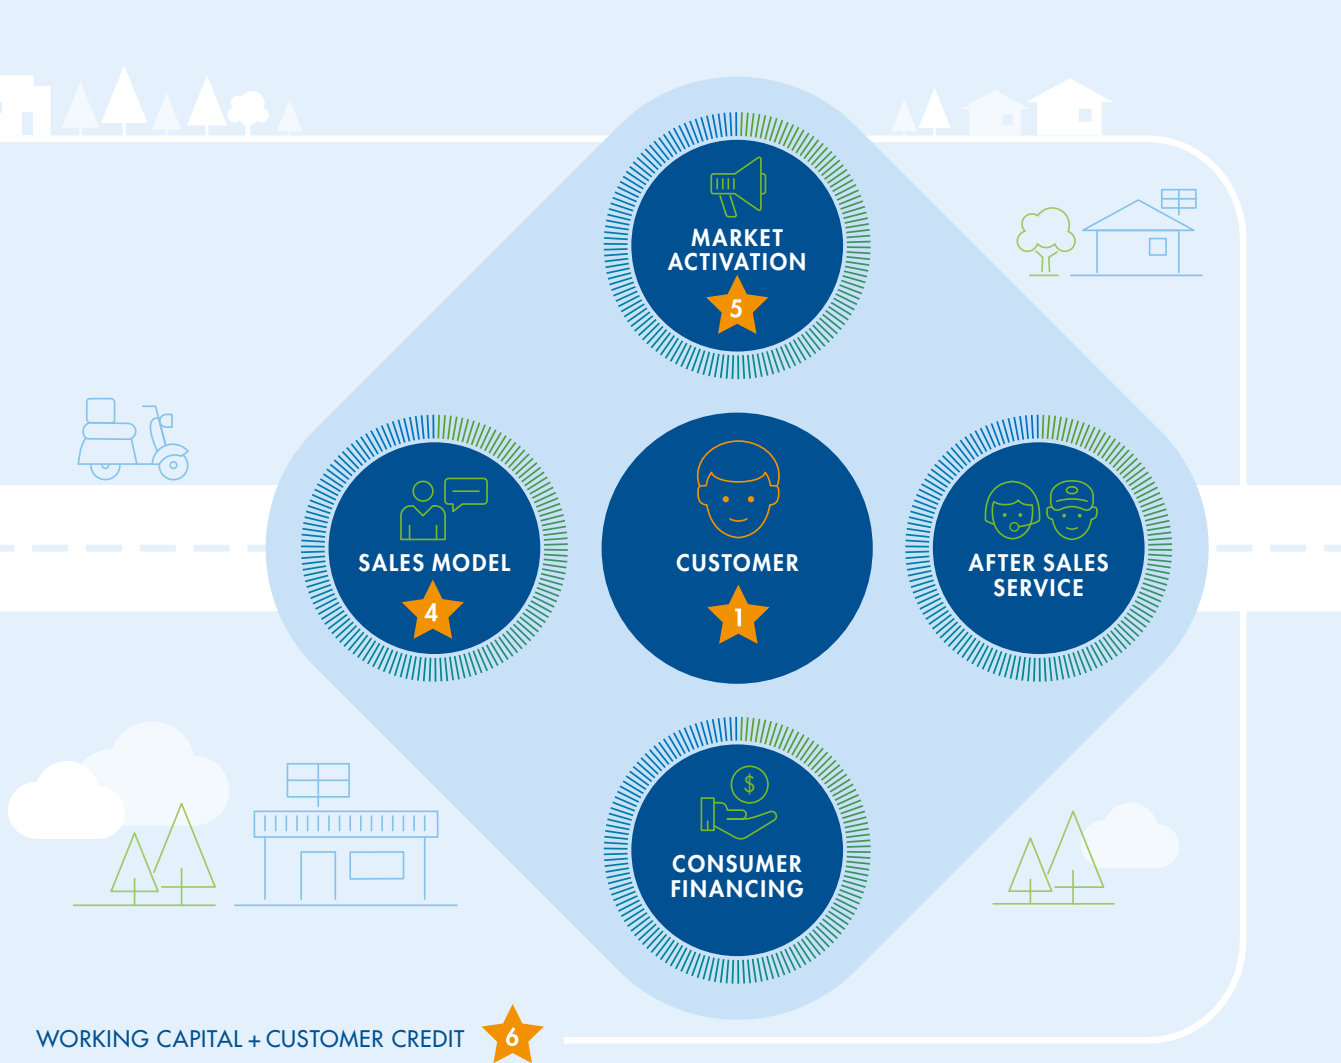 MARKET
ACTIVATION
5
SALES MODEL
4
CUSTOMER
1
AFTER SALES
SERVICE
$
CONSUMER
FINANCING
WORKING CAPITAL + CUSTOMER CREDIT 6